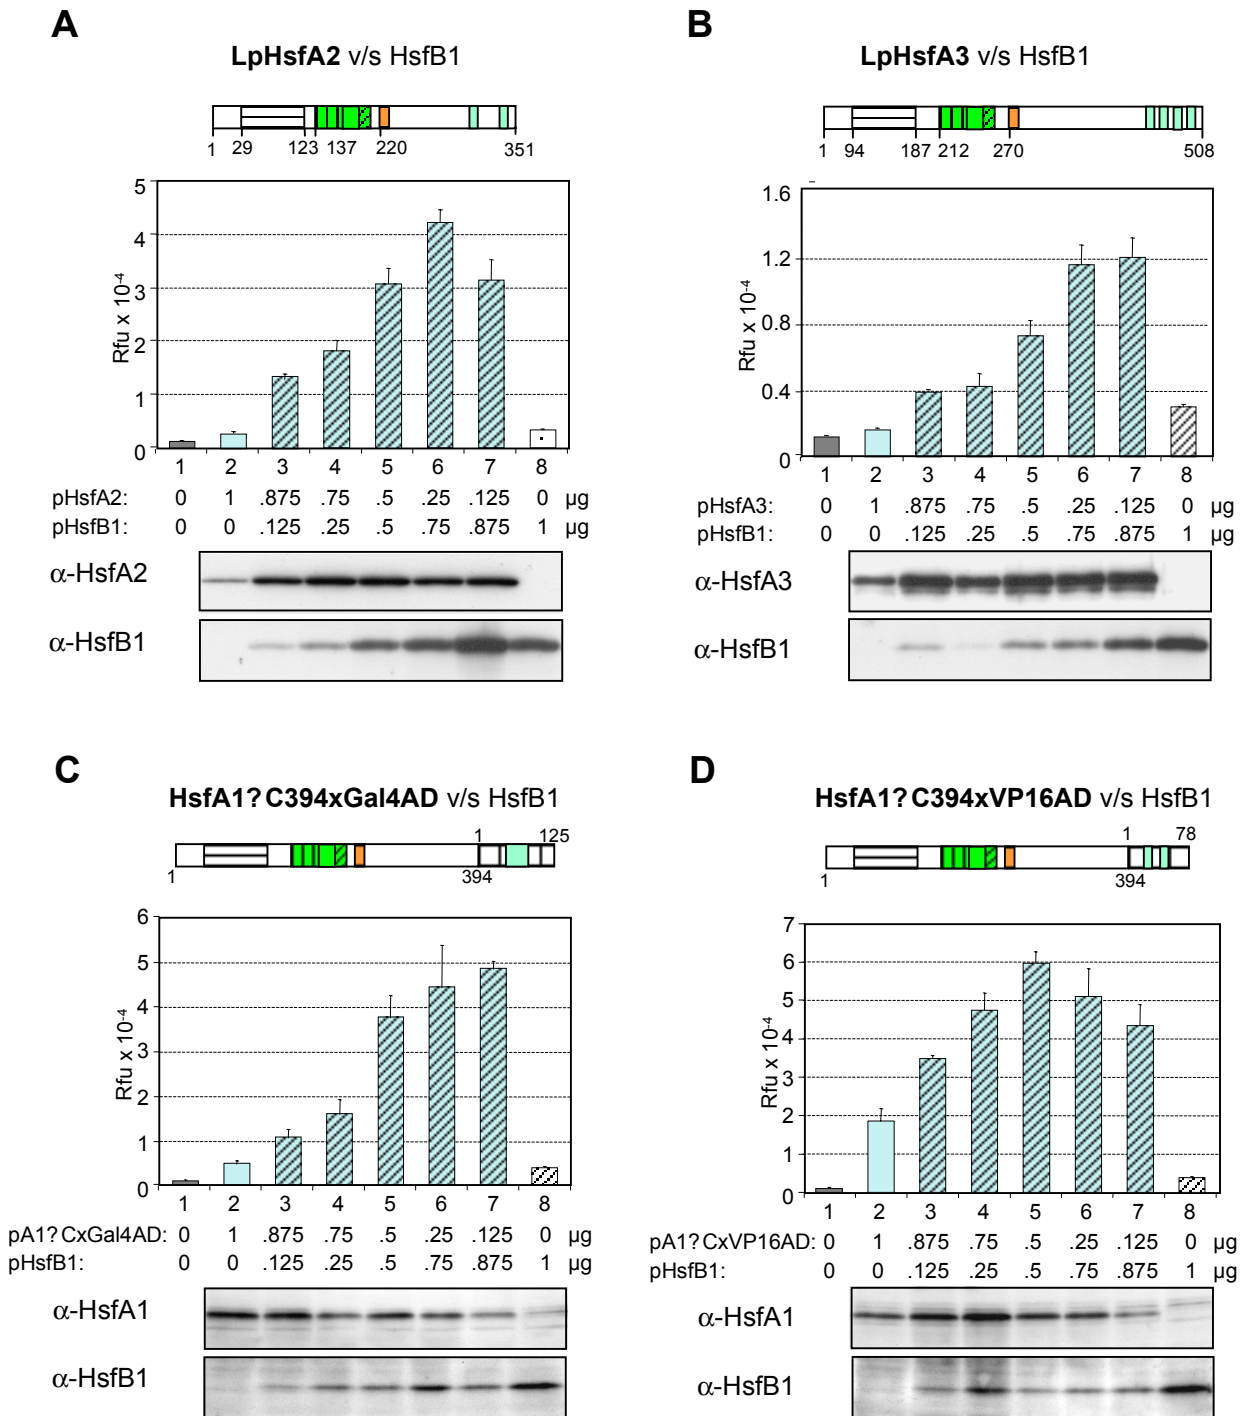 A
LpHsfA2 v/s HsfB1
1 29 123 137 220 351
5
4
3
2
1
0
Rfu x 10-4
1 2 3 4 5 6 7 8
pHsfA2: 0 1 .875 .75 .5 .25 .125 0 µg
pHsfB1: 0 0 .125 .25 .5 .75 .875 1 µg
α-HsfA2
α-HsfB1
B
LpHsfA3 v/s HsfB1
1 94 187 212 270 508
1.6
1.2
0.8
0.4
0
Rfu x 10-4
1 2 3 4 5 6 7 8
pHsfA3: 0 1 .875 .75 .5 .25 .125 0 µg
pHsfB1: 0 0 .125 .25 .5 .75 .875 1 µg
α-HsfA3
α-HsfB1
C
HsfA1?C394xGal4AD v/s HsfB1
1 125
1 394
6
5
4
3
2
1
0
Rfu x 10-4
1 2 3 4 5 6 7 8
pA1?CxGal4AD: 0 1 .875 .75 .5 .25 .125 0 µg
pHsfB1: 0 0 .125 .25 .5 .75 .875 1 µg
α-HsfA1
α-HsfB1
D
HsfA1?C394xVP16AD v/s HsfB1
1 78
1 394
7
6
5
4
3
2
1
0
Rfu x 10-4
1 2 3 4 5 6 7 8
pA1?CxVP16AD: 0 1 .875 .75 .5 .25 .125 0 µg
pHsfB1: 0 0 .125 .25 .5 .75 .875 1 µg
α-HsfA1
α-HsfB1